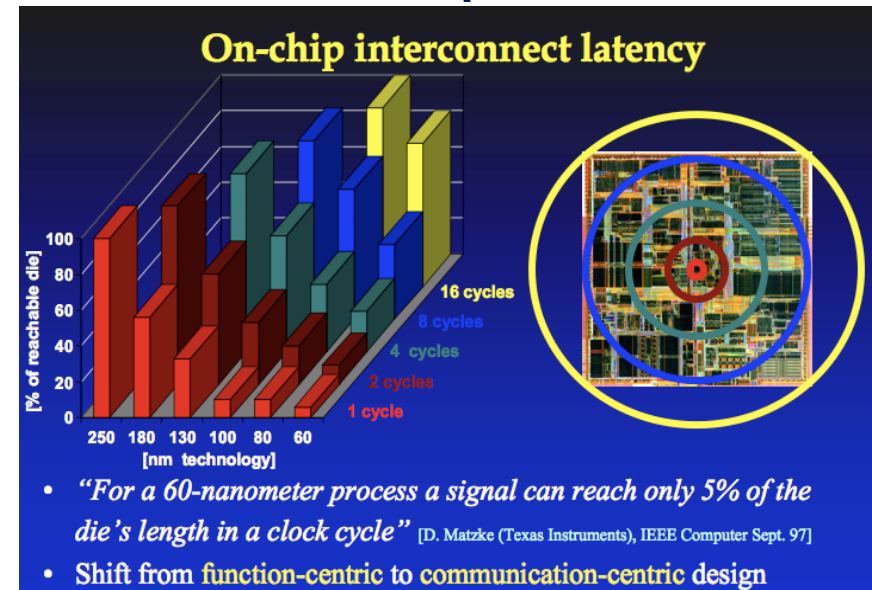 On-chip interconnect latency
[% of reachable die]
100
80
60
40
20
0
16 cycles
8 cycles
4 cycles
2 cycles
1 cycle
250 180 130 100 80 60
[nm technology]
• “For a 60-nanometer process a signal can reach only 5% of the
die’s length in a clock cycle” [D. Matzke (Texas Instruments), IEEE Computer Sept. 97]
• Shift from function-centric to communication-centric design